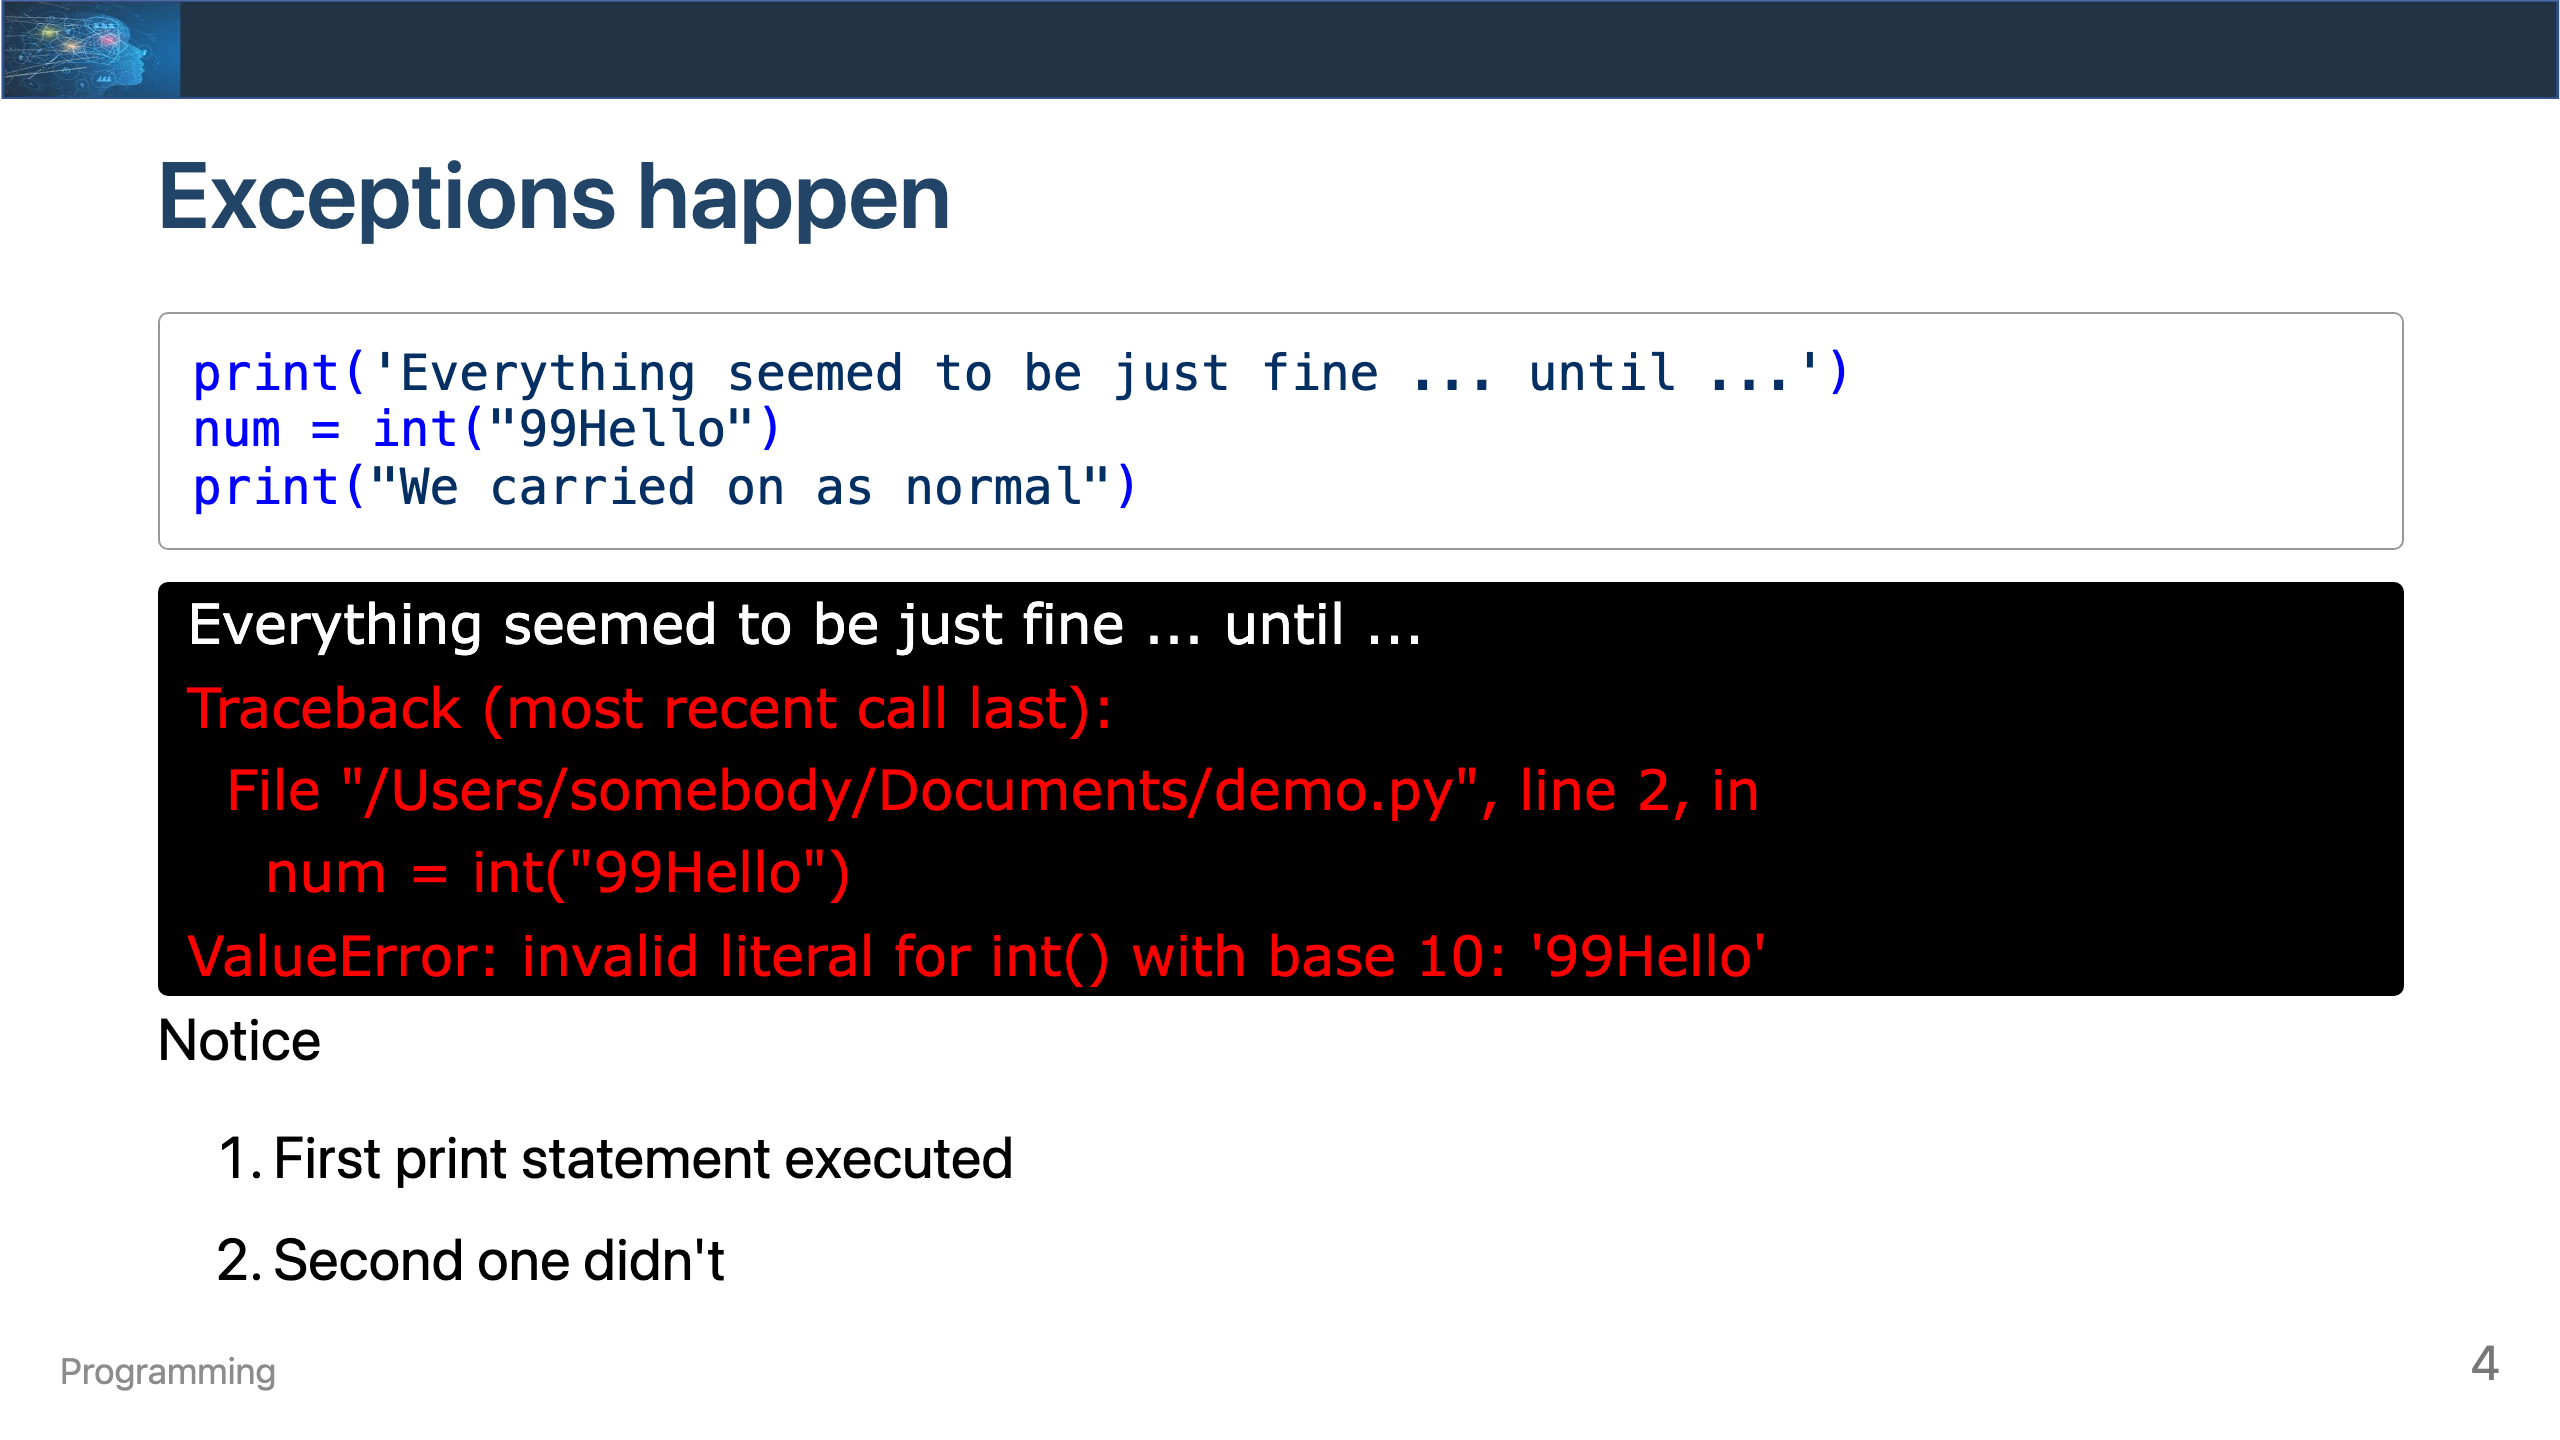 Exceptions happen
print('Everything seemed to be just fine ... until ...')
num = int("99Hello")
print("We carried on as normal")
Everything seemed to be just fine ... until ...
Traceback (most recent call last):
File "/Users/somebody/Documents/demo.py", line 2, in
num = int("99Hello")
ValueError: invalid literal for int() with base 10: '99Hello'
Notice
1. First print statement executed
2. Second one didn't
Programming
4